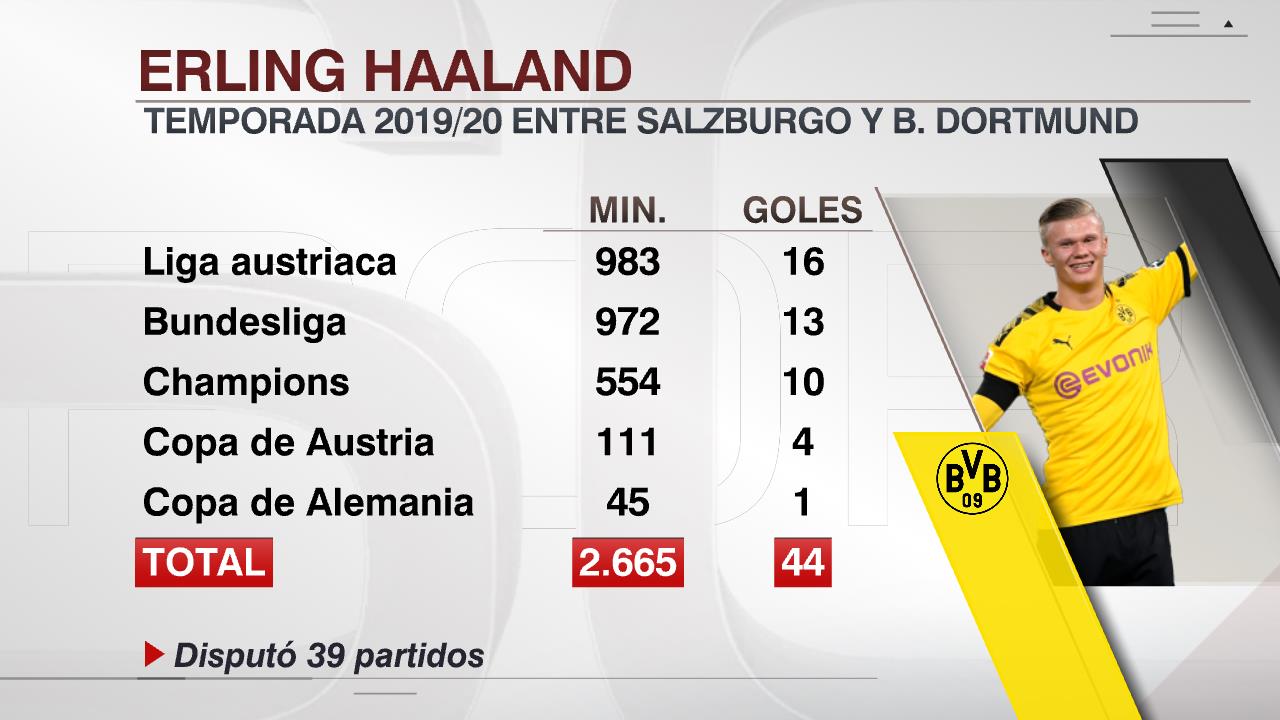 ERLING HAALAND
TEMPORADA 2019/20 ENTRE SALZBURGO Y B. DORTMUND
MIN. GOLES
Liga austriaca 983 16
Bundesliga 972 13
Champions 554 10
Copa de Austria 111 4
Copa de Alemania 45 1
TOTAL 2.665 44
Disputó 39 partidos
EVONIK
BVB
09